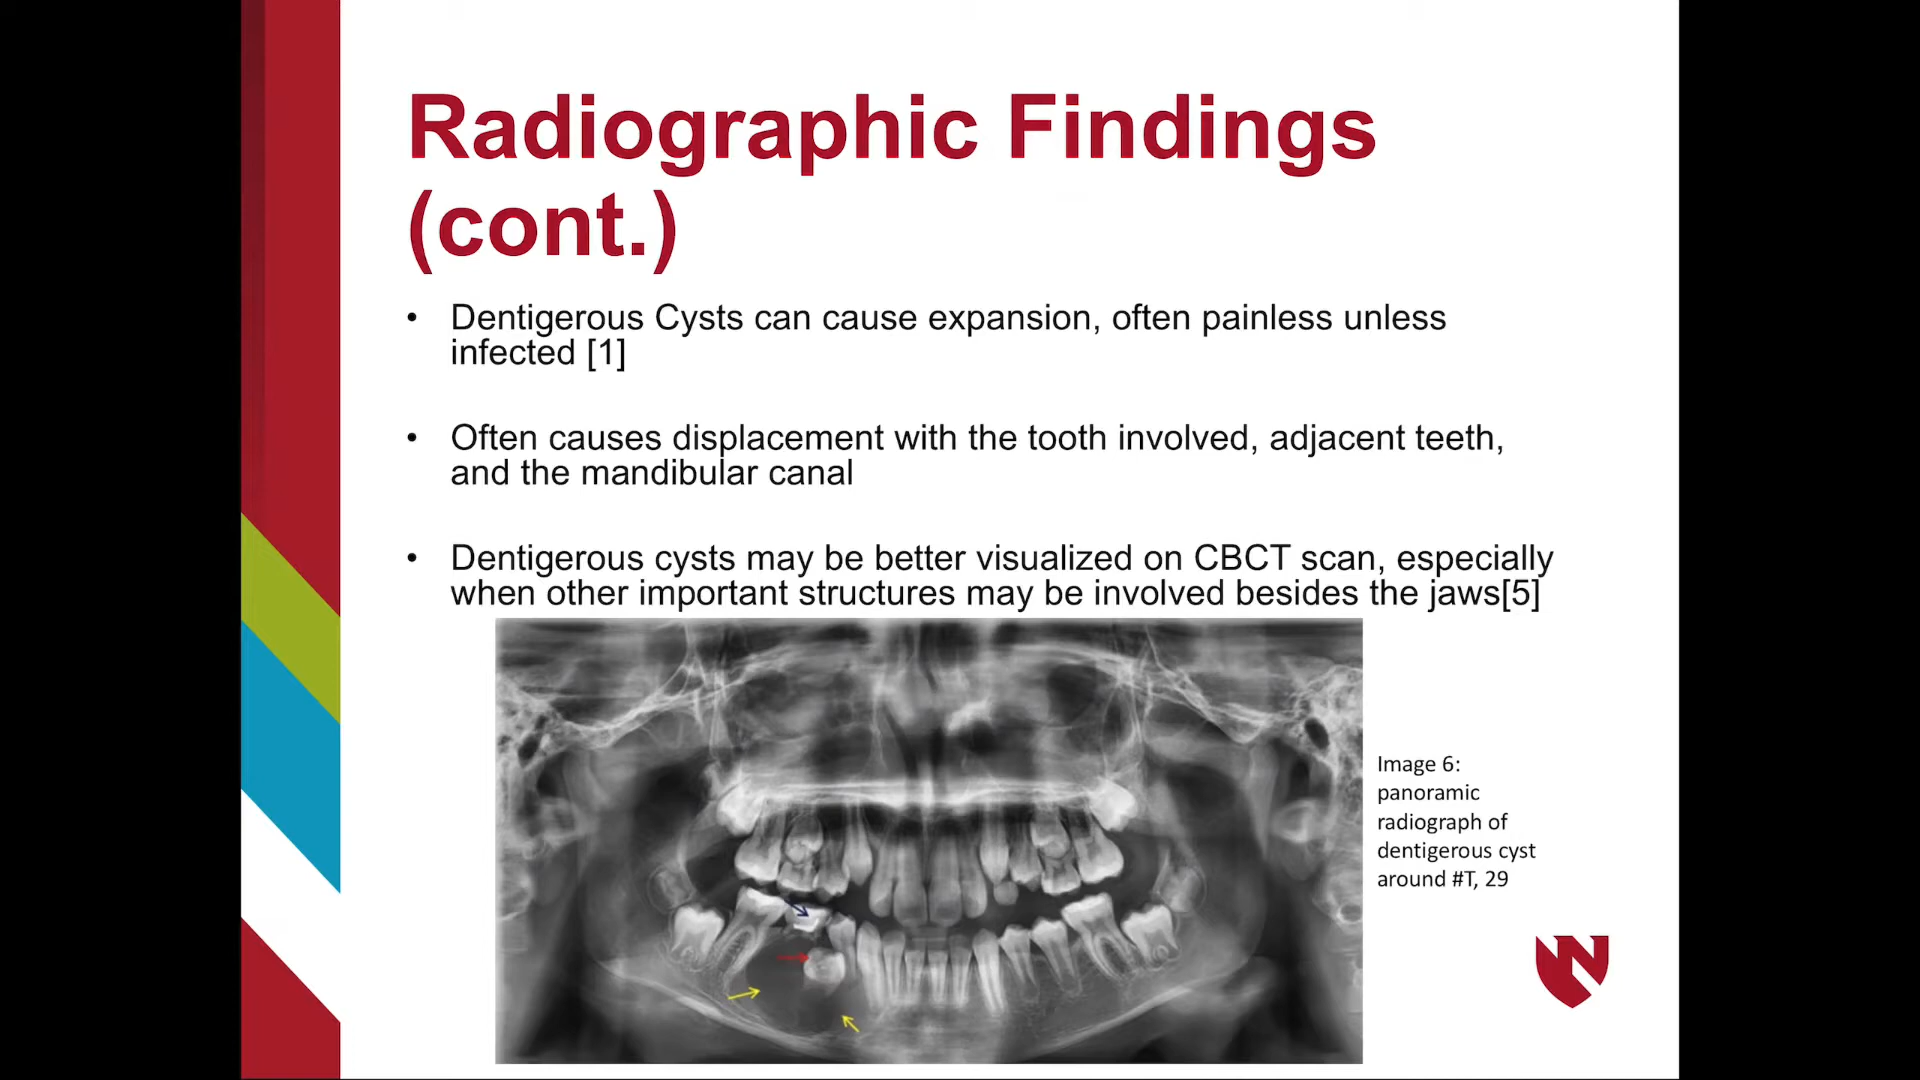 Radiographic Findings
(cont.)
• Dentigerous Cysts can cause expansion, often painless unless
infected [1]
• Often causes displacement with the tooth involved, adjacent teeth,
and the mandibular canal
• Dentigerous cysts may be better visualized on CBCT scan, especially
when other important structures may be involved besides the jaws[5]
Image 6:
panoramic
radiograph of
dentigerous cyst
around #T, 29
N